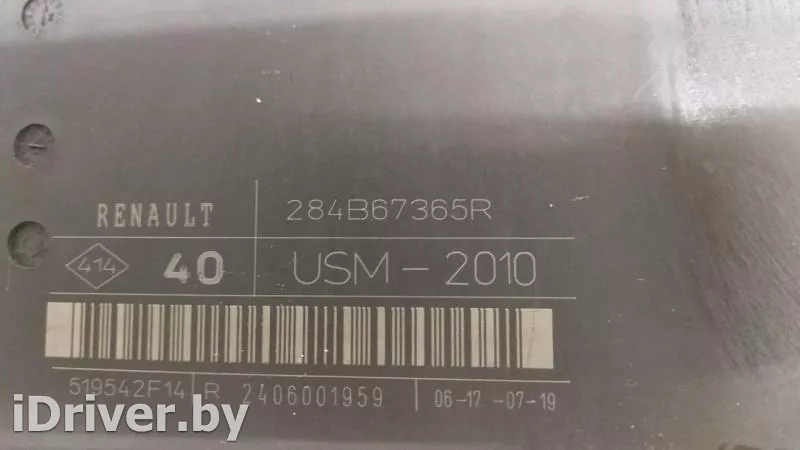 RENAULT 284B67365R
414 40 USM-2010
519542F14 R 2406001959 06-17 -07-19
iDriver.by